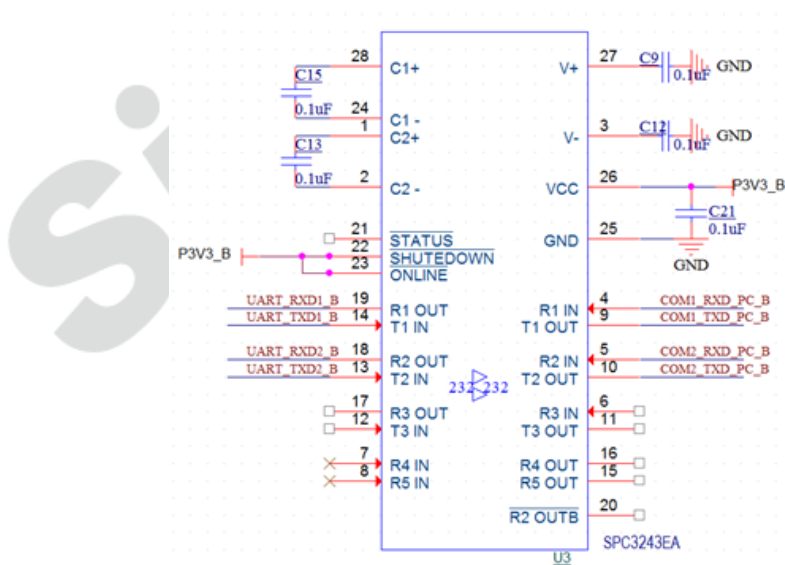 28 C1+ V+ 27 C9 0.1uF GND
C15
0.1uF
24 C1 -
1 C2+ V- 3 C12 0.1uF GND
C13
0.1uF
2 C2 - VCC 26 P3V3_B
C21
0.1uF
21 STATUS GND 25
GND
P3V3_B 22 SHUTEDOWN
23 ONLINE
UART_RXD1_B 19 R1 OUT R1 IN 4 COM1_RXD_PC_B
UART_TXD1_B 14 T1 IN T1 OUT 9 COM1_TXD_PC_B
UART_RXD2_B 18 R2 OUT R2 IN 5 COM2_RXD_PC_B
UART_TXD2_B 13 T2 IN T2 OUT 10 COM2_TXD_PC_B
232 232
17 R3 OUT R3 IN 6
12 T3 IN T3 OUT 11
7 R4 IN R4 OUT 16
8 R5 IN R5 OUT 15
R2 OUTB 20
SPC3243EA
U3